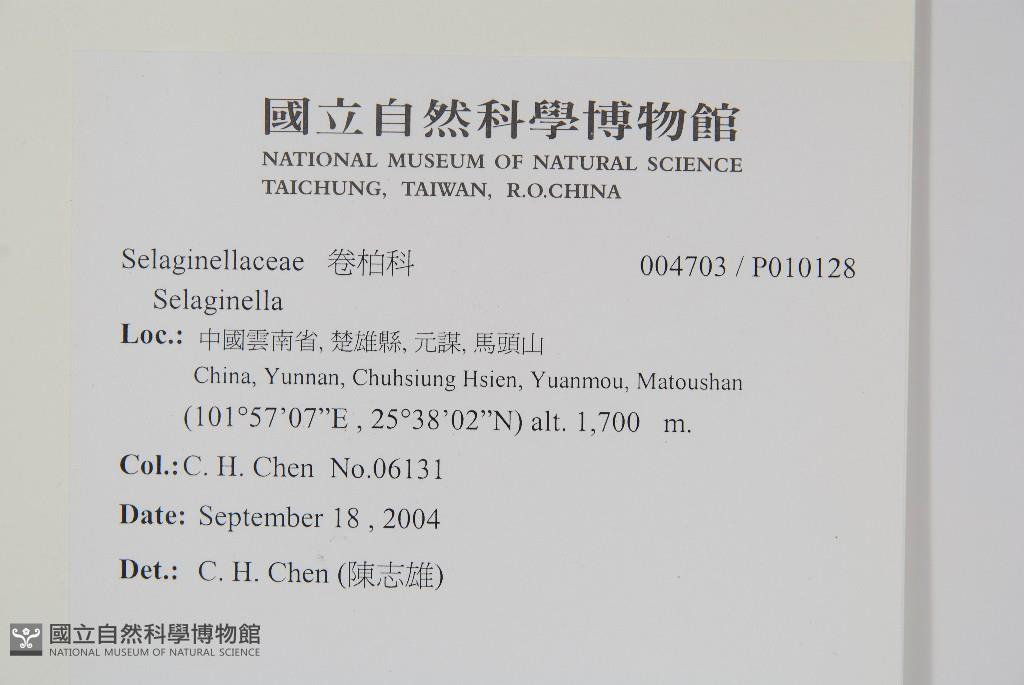 國立自然科學博物館
NATIONAL MUSEUM OF NATURAL SCIENCE
TAICHUNG, TAIWAN, R.O.CHINA
Selaginellaceae 卷柏科 004703 / P010128
Selaginella
Loc.: 中國雲南省, 楚雄縣, 元謀, 馬頭山
China, Yunnan, Chuhsiung Hsien, Yuanmou, Matoushan
(101°57’07”E , 25°38’02”N) alt. 1,700 m.
Col.: C. H. Chen No.06131
Date: September 18 , 2004
Det.: C. H. Chen (陳志雄)
國立自然科學博物館
NATIONAL MUSEUM OF NATURAL SCIENCE